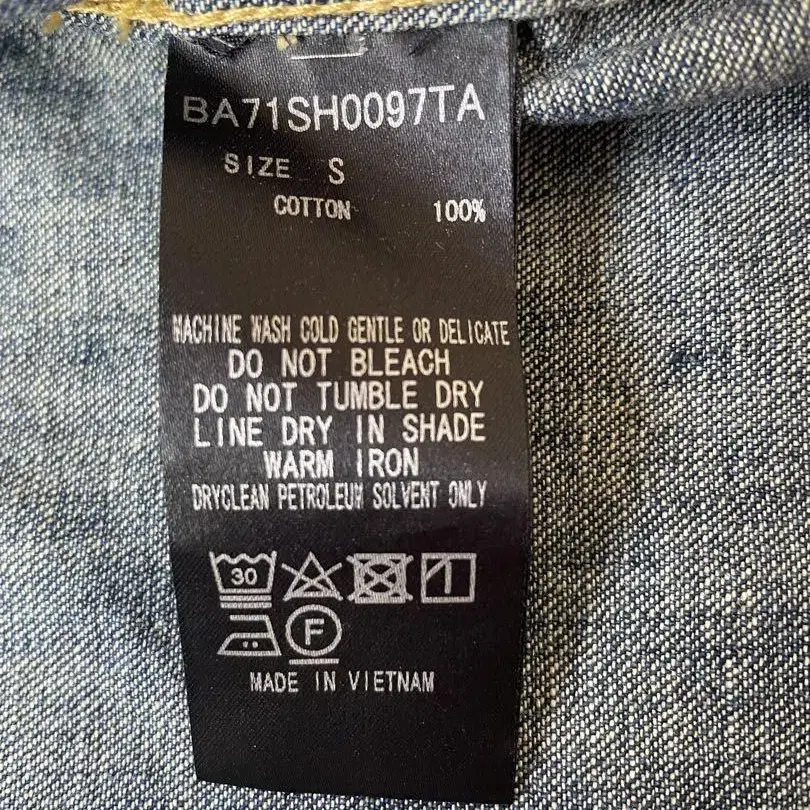 BA71SH0097TA
SIZE S
COTTON 100%
MACHINE WASH COLD GENTLE OR DELICATE
DO NOT BLEACH
DO NOT TUMBLE DRY
LINE DRY IN SHADE
WARM IRON
DRYCLEAN PETROLEUM SOLVENT ONLY
30
F
MADE IN VIETNAM